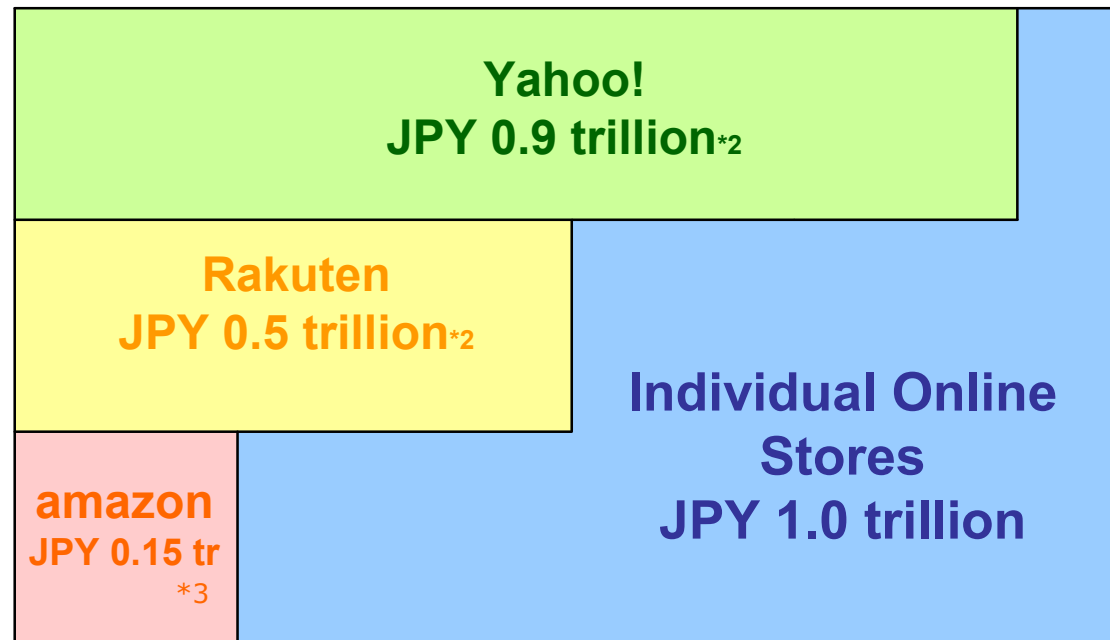 Yahoo!
JPY 0.9 trillion*2
Rakuten
JPY 0.5 trillion*2
Individual Online
Stores
JPY 1.0 trillion
amazon
JPY 0.15 tr
*3